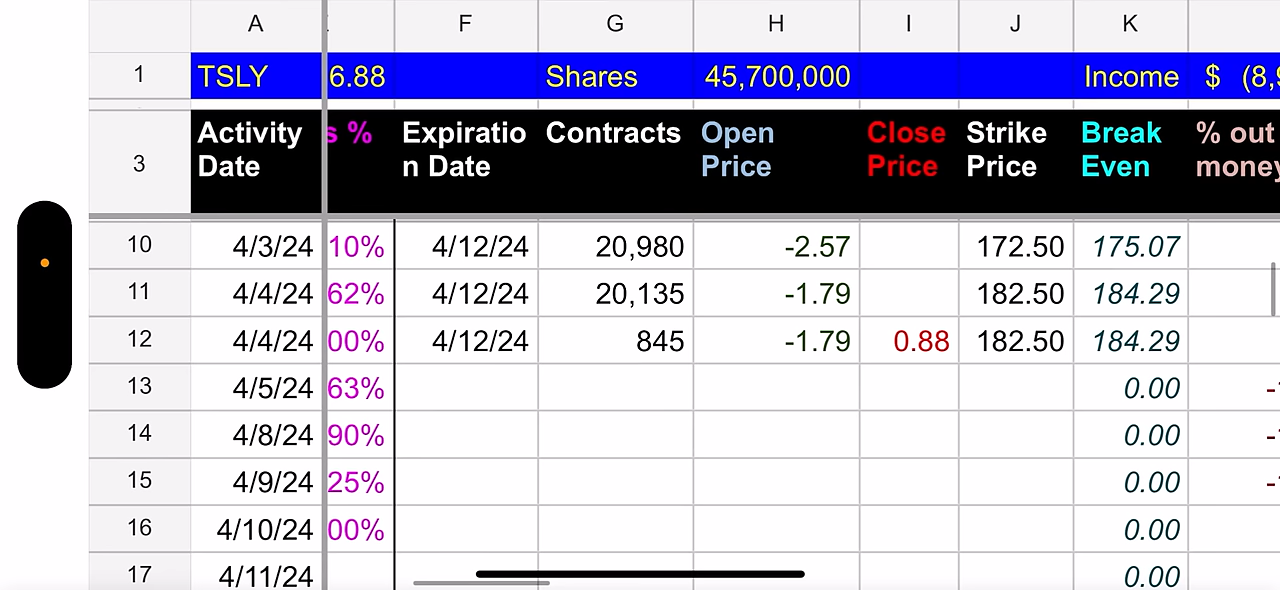 A F G H I J K
1 TSLY 6.88 Shares 45,700,000 Income $ (8,9
3 Activity Date s % Expiratio n Date Contracts Open Price Close Price Strike Price Break Even % out money
10 4/3/24 10% 4/12/24 20,980 -2.57 172.50 175.07
11 4/4/24 62% 4/12/24 20,135 -1.79 182.50 184.29
12 4/4/24 00% 4/12/24 845 -1.79 0.88 182.50 184.29
13 4/5/24 63% 0.00
14 4/8/24 90% 0.00
15 4/9/24 25% 0.00
16 4/10/24 00% 0.00
17 4/11/24 0.00